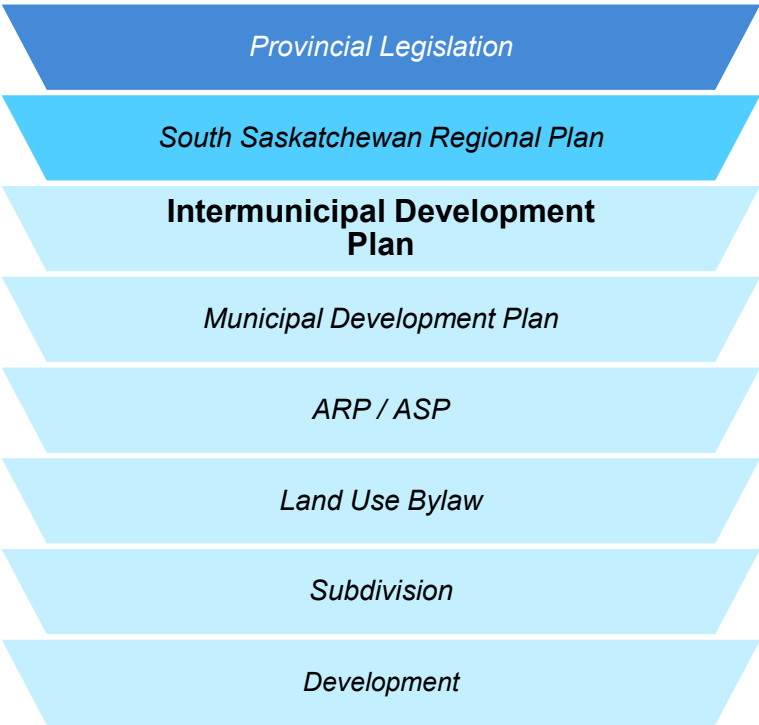 Provincial Legislation
South Saskatchewan Regional Plan
Intermunicipal Development
Plan
Municipal Development Plan
ARP / ASP
Land Use Bylaw
Subdivision
Development